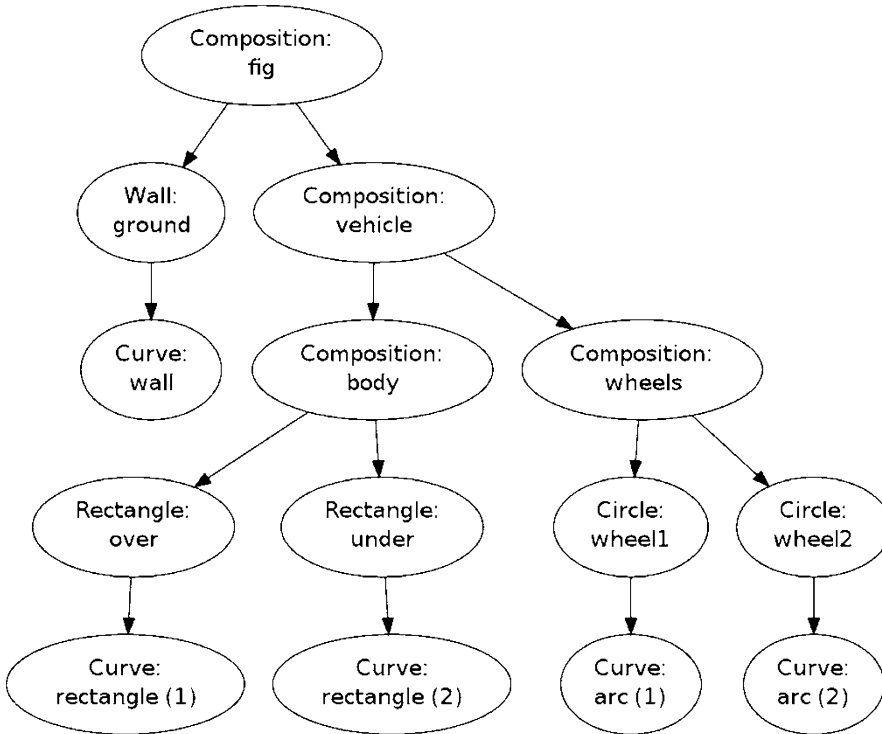 Composition:
fig
Wall:
ground
Composition:
vehicle
Curve:
wall
Composition:
body
Composition:
wheels
Rectangle:
over
Rectangle:
under
Circle:
wheel1
Circle:
wheel2
Curve:
rectangle (1)
Curve:
rectangle (2)
Curve:
arc (1)
Curve:
arc (2)